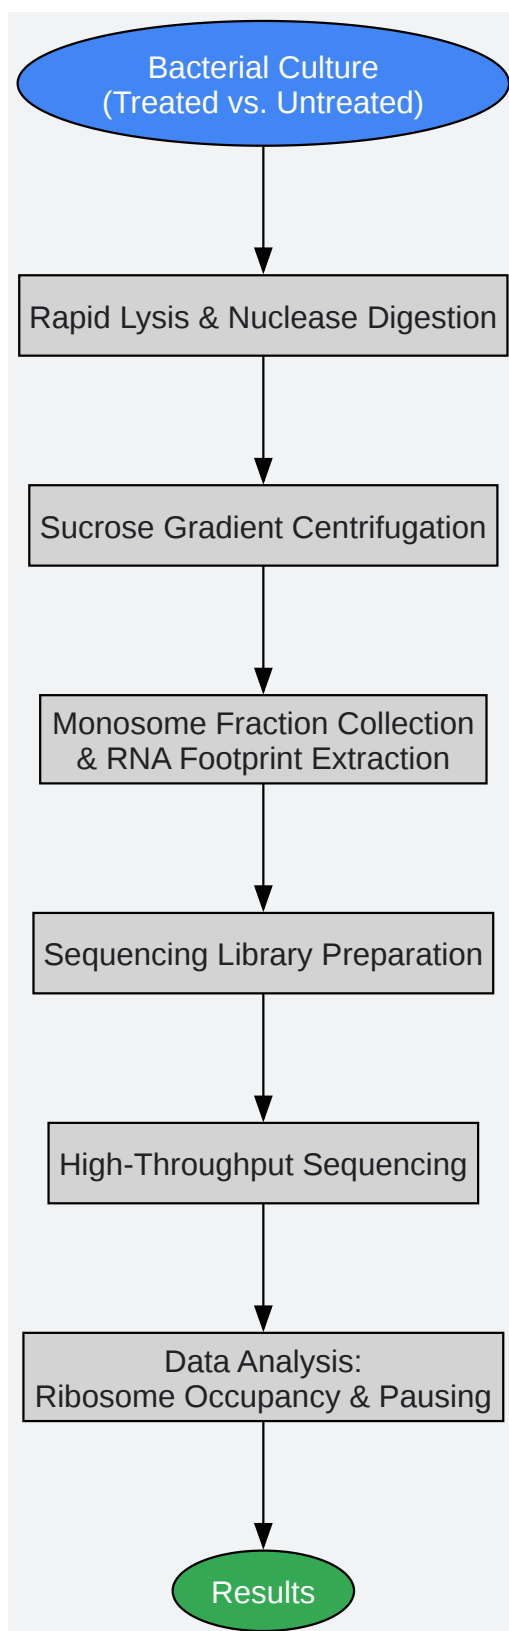 Bacterial Culture
(Treated vs. Untreated)
Rapid Lysis & Nuclease Digestion
Sucrose Gradient Centrifugation
Monosome Fraction Collection
& RNA Footprint Extraction
Sequencing Library Preparation
High-Throughput Sequencing
Data Analysis:
Ribosome Occupancy & Pausing
Results